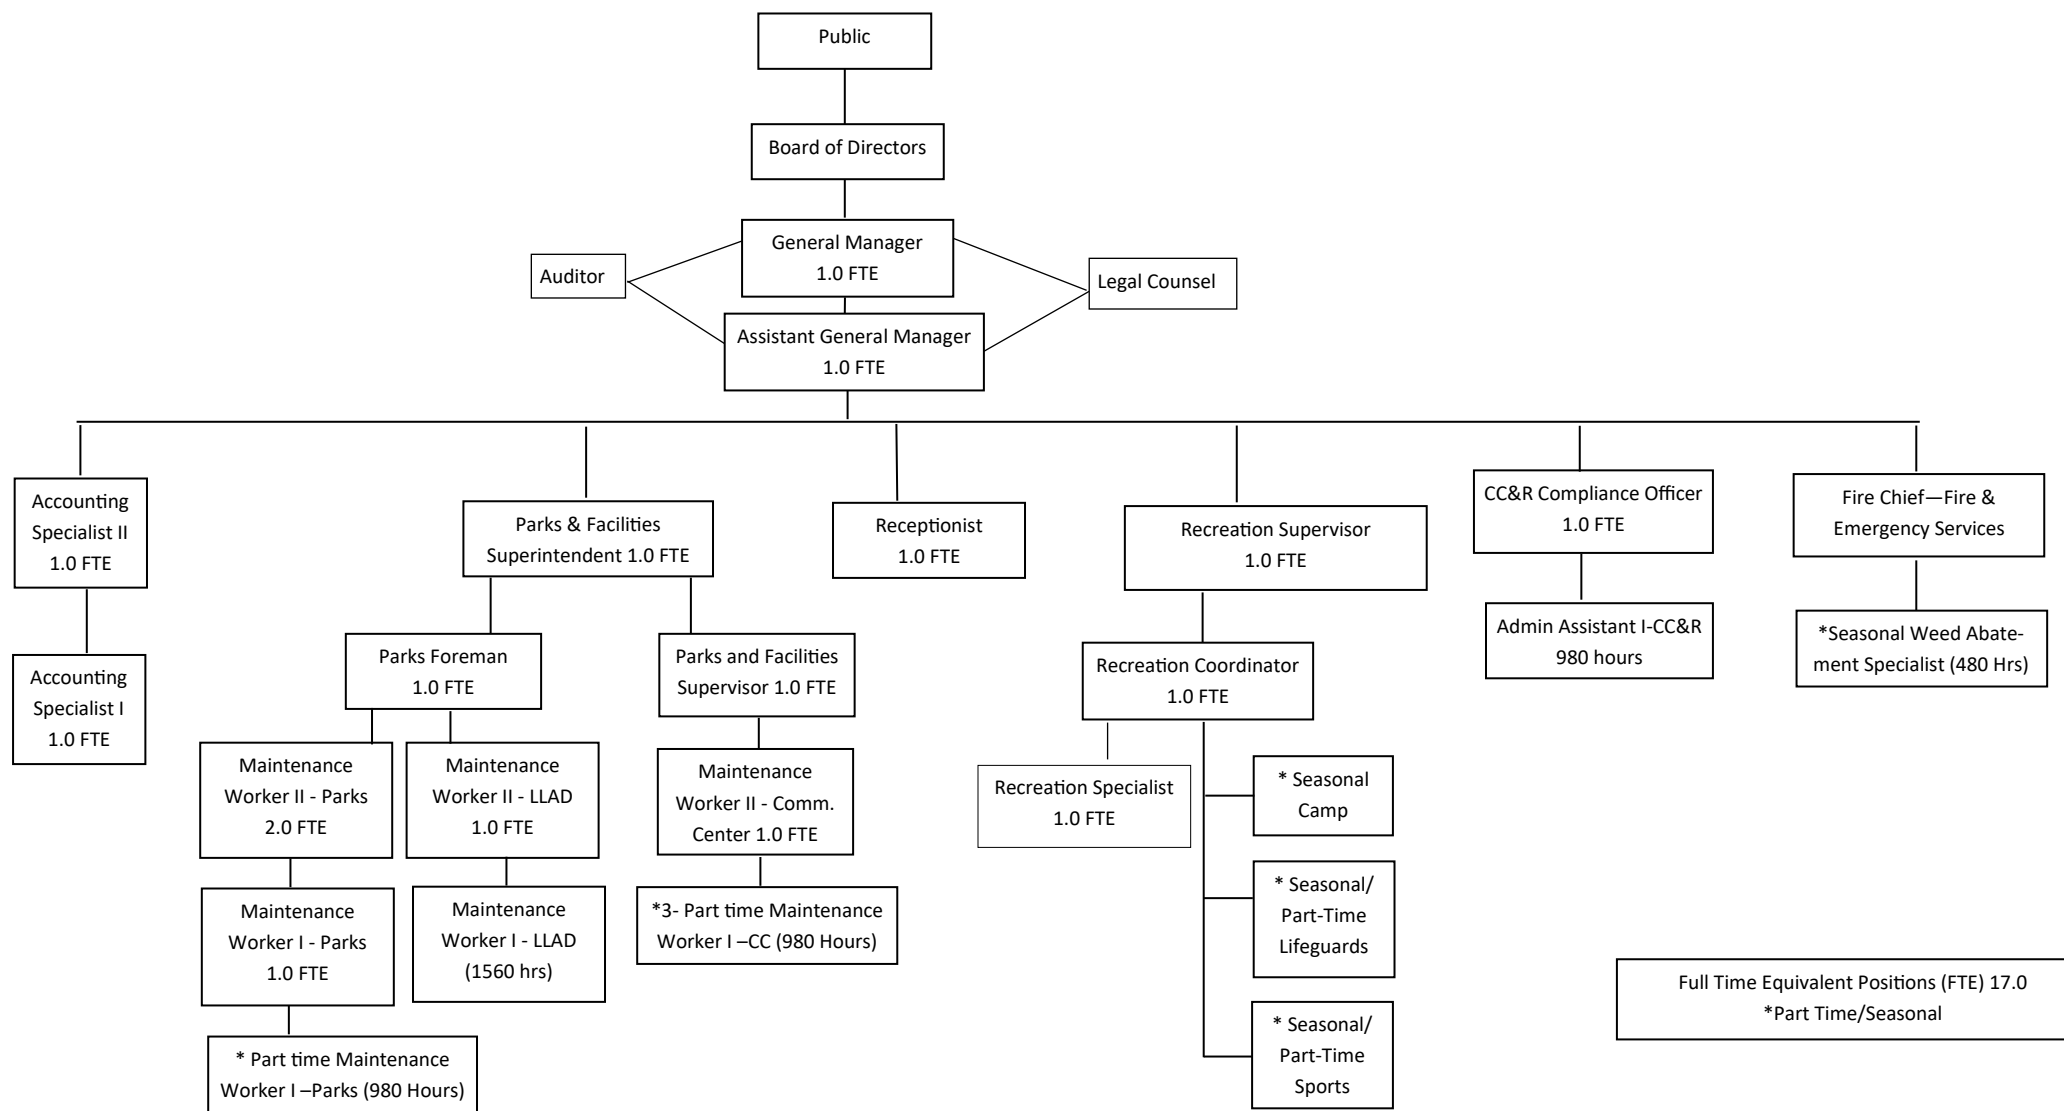 Public
Board of Directors
General Manager
1.0 FTE
Auditor
Legal Counsel
Assistant General Manager
1.0 FTE
Accounting
Specialist II
1.0 FTE
Parks & Facilities
Superintendent 1.0 FTE
Receptionist
1.0 FTE
Recreation Supervisor
1.0 FTE
CC&R Compliance Officer
1.0 FTE
Fire Chief—Fire &
Emergency Services
Accounting
Specialist I
1.0 FTE
Parks Foreman
1.0 FTE
Parks and Facilities
Supervisor 1.0 FTE
Recreation Coordinator
1.0 FTE
Admin Assistant I-CC&R
980 hours
*Seasonal Weed Abate-
ment Specialist (480 Hrs)
Maintenance
Worker II - Parks
2.0 FTE
Maintenance
Worker II - LLAD
1.0 FTE
Maintenance
Worker II - Comm.
Center 1.0 FTE
Recreation Specialist
1.0 FTE
* Seasonal
Camp
Maintenance
Worker I - Parks
1.0 FTE
Maintenance
Worker I - LLAD
(1560 hrs)
*3- Part time Maintenance
Worker I –CC (980 Hours)
* Seasonal/
Part-Time
Lifeguards
* Part time Maintenance
Worker I –Parks (980 Hours)
* Seasonal/
Part-Time
Sports
Full Time Equivalent Positions (FTE) 17.0
*Part Time/Seasonal